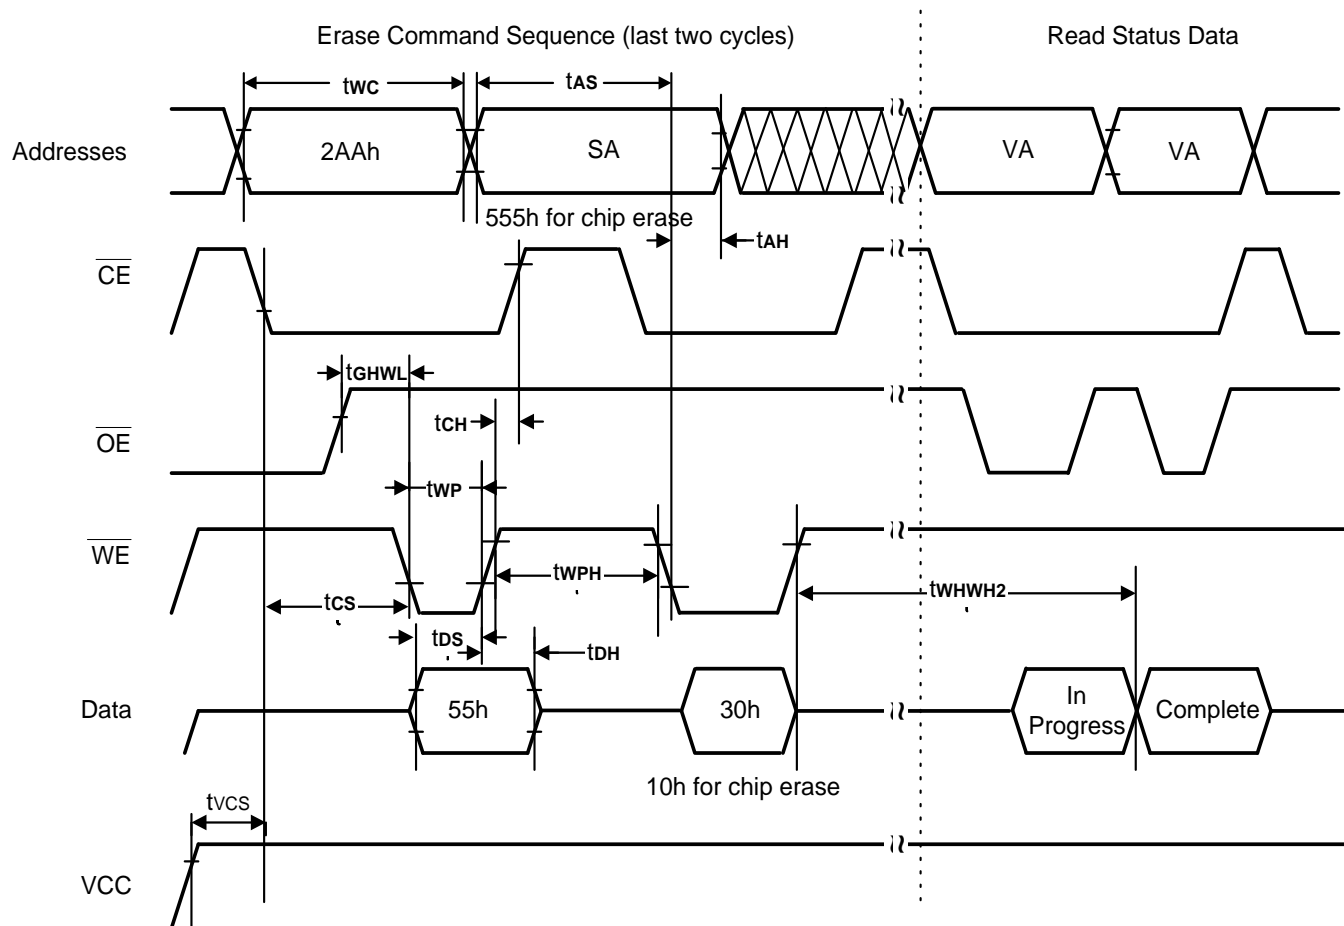 Erase Command Sequence (last two cycles)
Read Status Data
tWC
tAS
Addresses
2AAh
SA
VA
VA
555h for chip erase
tAH
CE
tGHWL
tCH
OE
tWP
WE
tWPH
tWHWH2
tCS
tDS
tDH
Data
55h
30h
In
Progress
Complete
10h for chip erase
tVCS
VCC